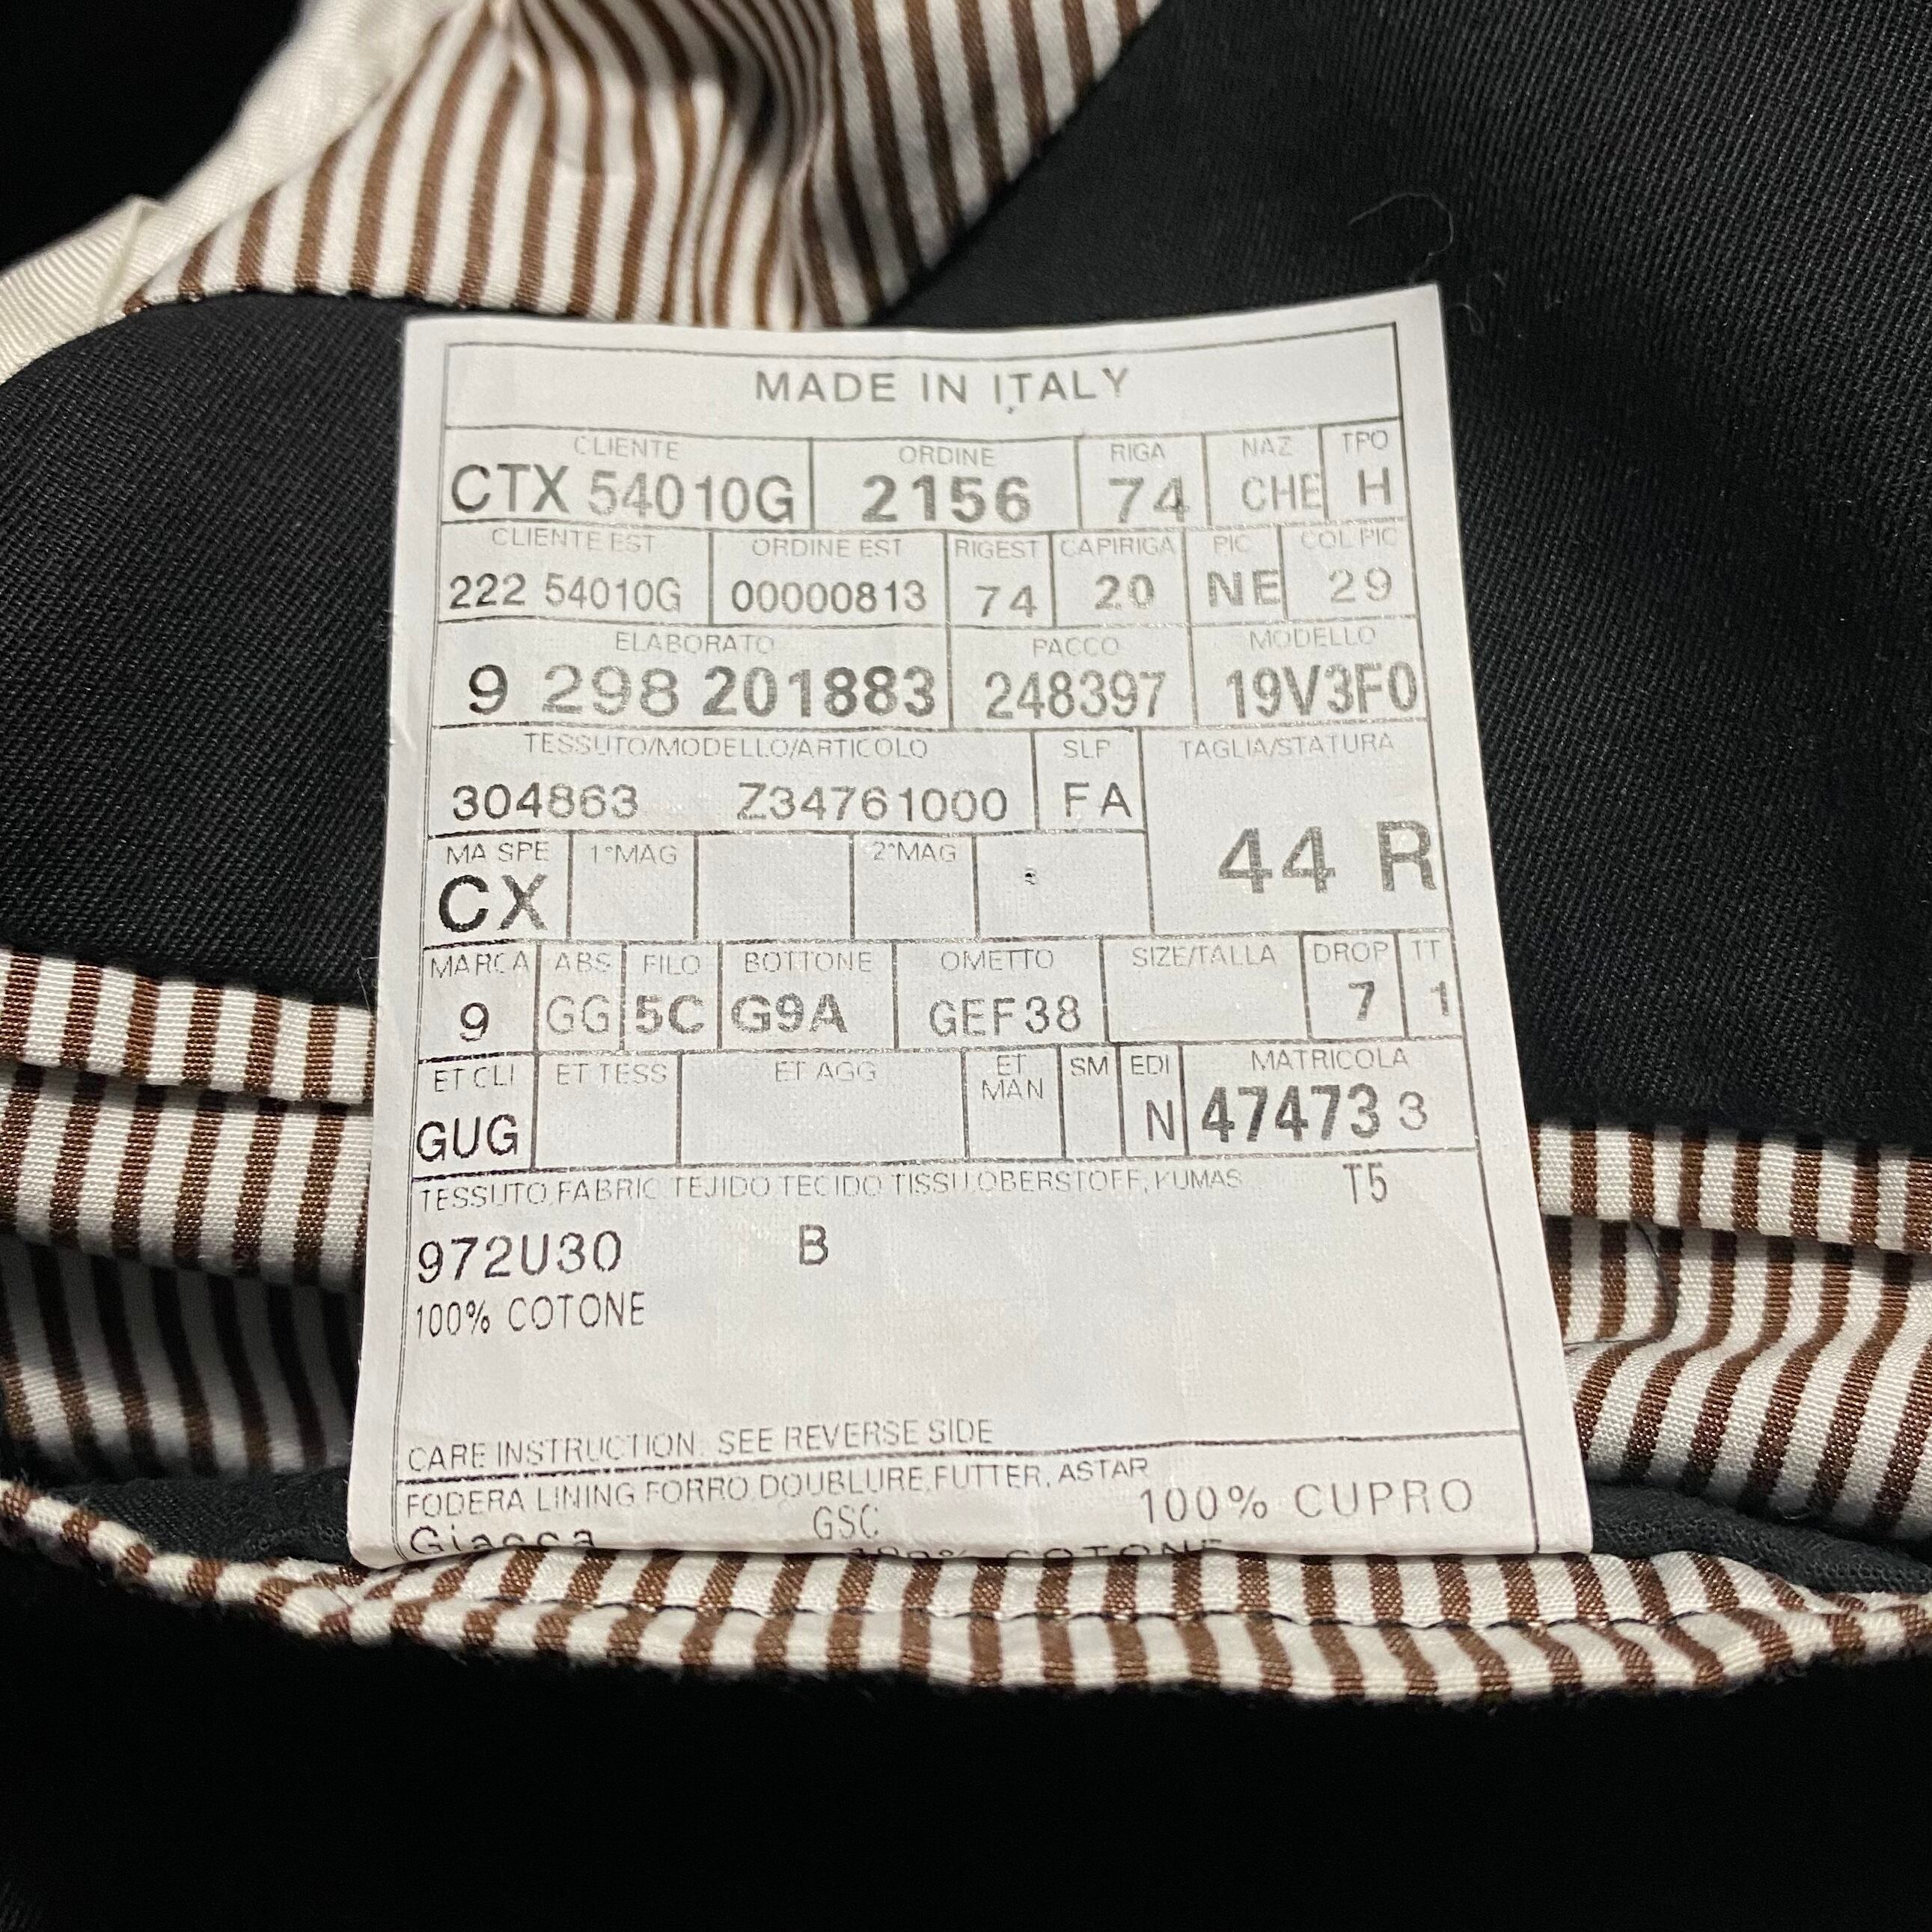 MADE IN ITALY
CLIENTE ORDINE RIGA NAZ TPO
CTX 54010G 2156 74 CHE H
CLIENTE EST ORDINE EST RIGEST CAPIRIGA PIC COL PIC
222 54010G 00000813 74 20 NE 29
ELABORATO PACCO MODELLO
9 298 201883 248397 19V3F0
TESSUTO/MODELLO/ARTICOLO SLP TAGLIA/STATURA
304863 Z34761000 FA 44 R
MA SPE 1°MAG 2°MAG
CX
MARCA ABS FILO BOTTONE OMETTO SIZE/TALLA DROP TT
9 GG 5C G9A GEF38 7 1
ET CLI ET TESS ET AGG ET MAN SM EDI MATRICOLA
GUG N 47473 3
TESSUTO,FABRIC,TEJIDO,TECIDO,TISSU,OBERSTOFF,KUMAS T5
972U30 B
100% COTONE
CARE INSTRUCTION: SEE REVERSE SIDE
FODERA LINING FORRO DOUBLURE,FUTTER, ASTAR
GSC 100% CUPRO
Giacca 100% COTONE